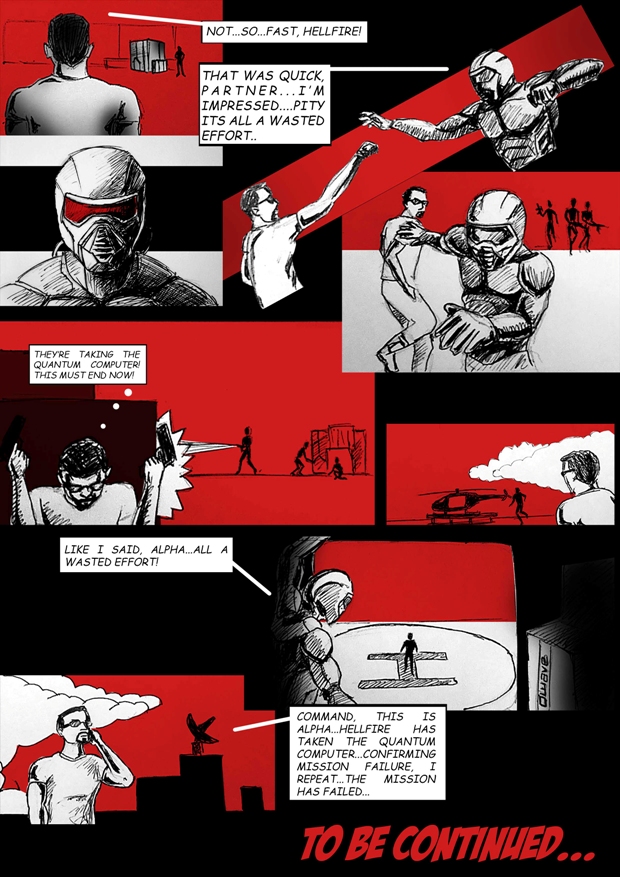 NOT...SO...FAST, HELLFIRE!
THAT WAS QUICK,
PARTNER...I'M
IMPRESSED....PITY
ITS ALL A WASTED
EFFORT..
THEY'RE TAKING THE
QUANTUM COMPUTER!
THIS MUST END NOW!
LIKE I SAID, ALPHA...ALL A
WASTED EFFORT!
H
COMMAND, THIS IS
ALPHA...HELLFIRE HAS
TAKEN THE QUANTUM
COMPUTER...CONFIRMING
MISSION FAILURE, I
REPEAT...THE MISSION
HAS FAILED...
TO BE CONTINUED...